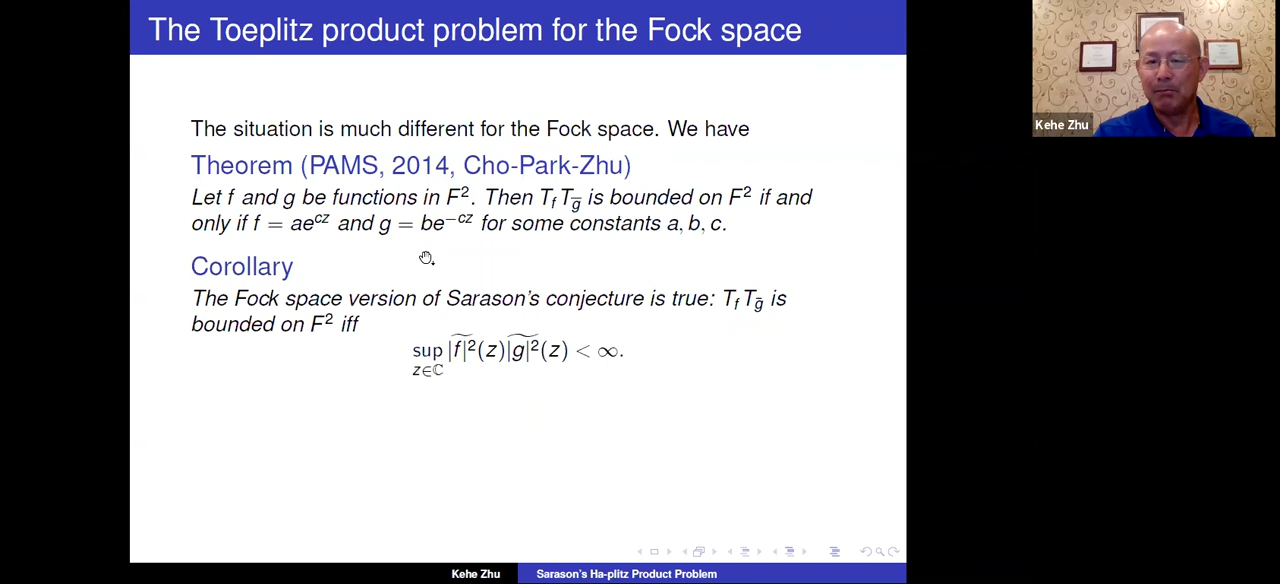 The Toeplitz product problem for the Fock space
Kehe Zhu
The situation is much different for the Fock space. We have
Theorem (PAMS, 2014, Cho-Park-Zhu)
Let f and g be functions in F². Then T_f T_{\overline{g}} is bounded on F² if and
only if f = ae^{cz} and g = be^{−cz} for some constants a, b, c.
Corollary
The Fock space version of Sarason's conjecture is true: T_f T_{\bar{g}} is
bounded on F² iff
sup_{z∈ℂ} \widetilde{|f|²}(z)\widetilde{|g|²}(z) < ∞.
Kehe Zhu
Sarason's Ha-plitz Product Problem